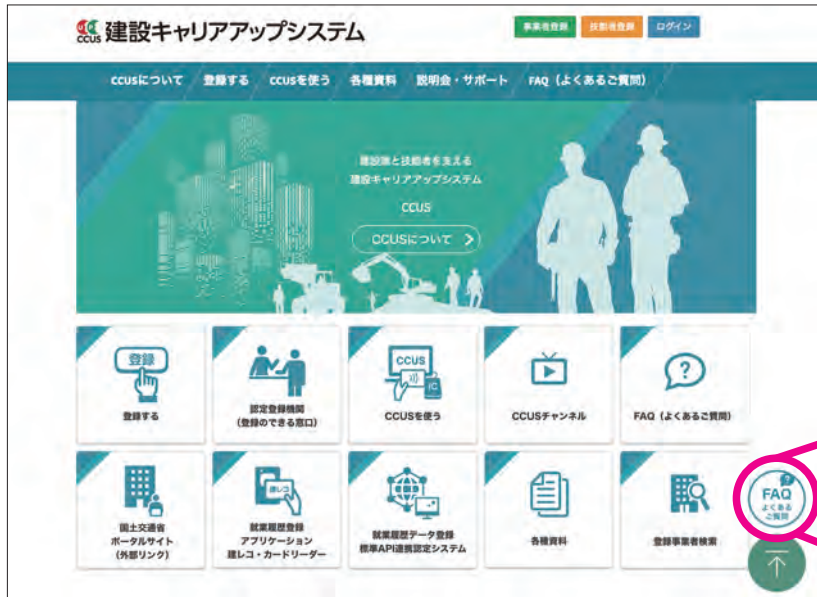 CCUS 建設キャリアアップシステム
事業者登録 技能者登録 ログイン
CCUSについて 登録する CCUSを使う 各種資料 説明会・サポート FAQ（よくあるご質問）
建設業と技能者を支える
建設キャリアアップシステム
CCUS
CCUSについて
登録
登録する
認定登録機関
（登録のできる窓口）
CCUS
IC
CCUSを使う
CCUSチャンネル
FAQ（よくあるご質問）
国土交通省
ポータルサイト
（外部リンク）
建レコ
就業履歴登録
アプリケーション
建レコ・カードリーダー
就業履歴データ登録
標準API連携認定システム
各種資料
登録事業者検索
FAQ
よくある
ご質問